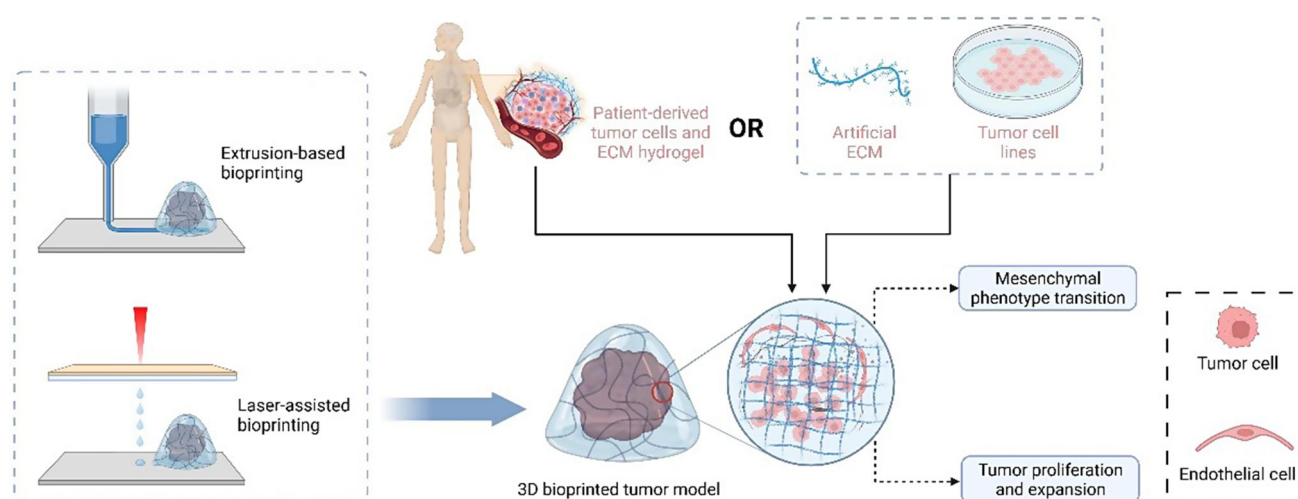 Extrusion-based
bioprinting
Laser-assisted
bioprinting
Patient-derived
tumor cells and
ECM hydrogel
OR
Artificial
ECM
Tumor cell
lines
3D bioprinted tumor model
Mesenchymal
phenotype transition
Tumor proliferation
and expansion
Tumor cell
Endothelial cell